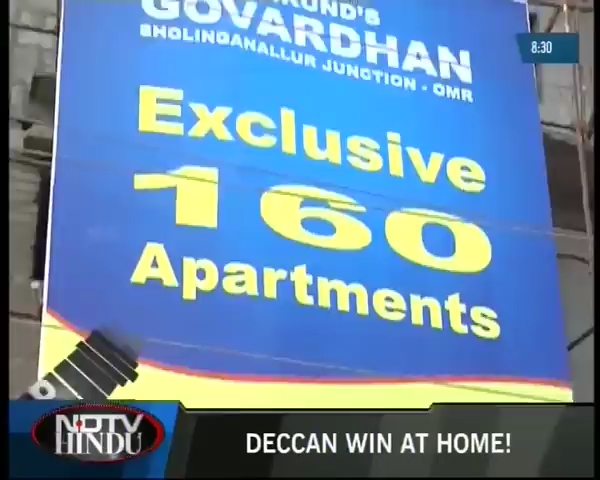 GOVARDHAN
SHOLINGANALLUR JUNCTION - OMR
Exclusive
160
Apartments
8:30
NDTV
HINDU
DECCAN WIN AT HOME!